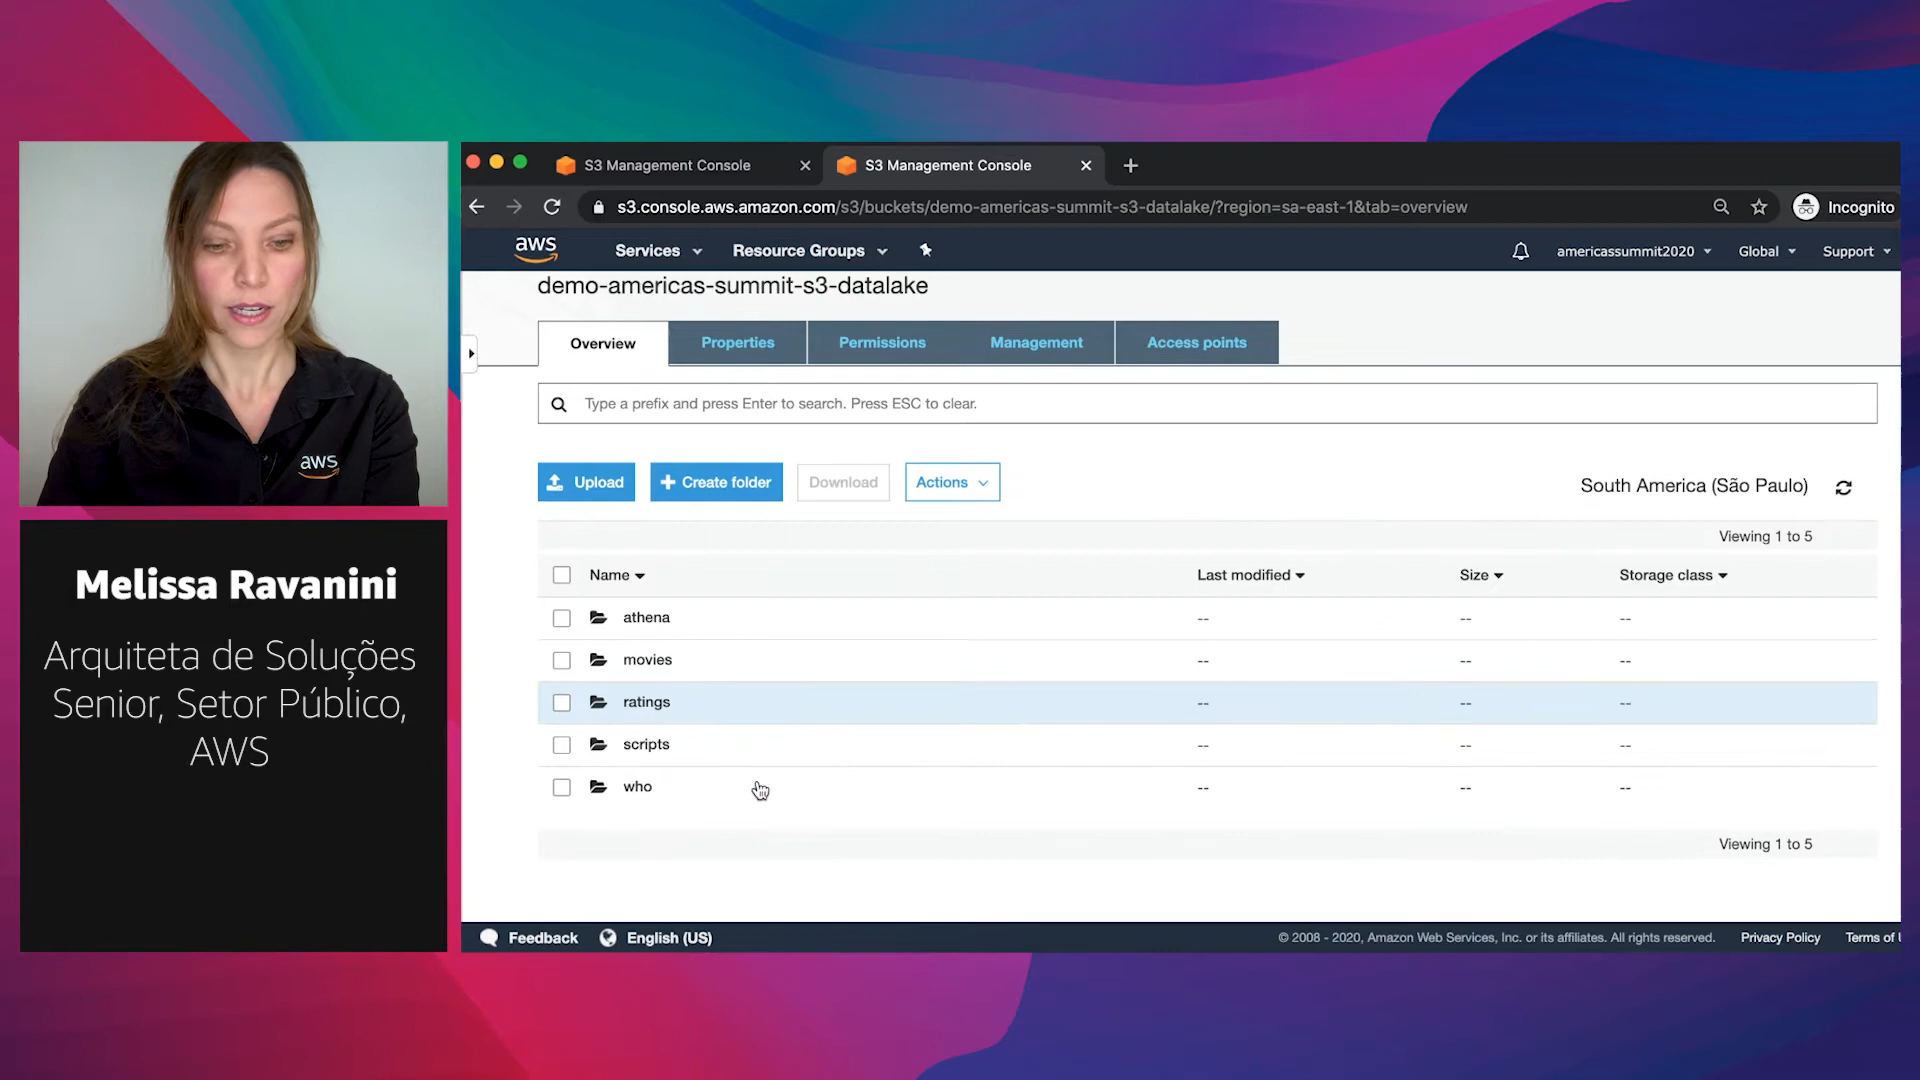 S3 Management Console
S3 Management Console
s3.console.aws.amazon.com/s3/buckets/demo-americas-summit-s3-datalake/?region=sa-east-1&tab=overview
Incognito
aws
Services
Resource Groups
americassummit2020
Global
Support
demo-americas-summit-s3-datalake
Overview
Properties
Permissions
Management
Access points
Type a prefix and press Enter to search. Press ESC to clear.
Upload
Create folder
Download
Actions
South America (São Paulo)
Viewing 1 to 5
Name
Last modified
Size
Storage class
athena
--
--
--
movies
--
--
--
ratings
--
--
--
scripts
--
--
--
who
--
--
--
Viewing 1 to 5
Feedback
English (US)
© 2008 - 2020, Amazon Web Services, Inc. or its affiliates. All rights reserved.
Privacy Policy
Terms of
aws
Melissa Ravanini
Arquiteta de Soluções
Senior, Setor Público,
AWS